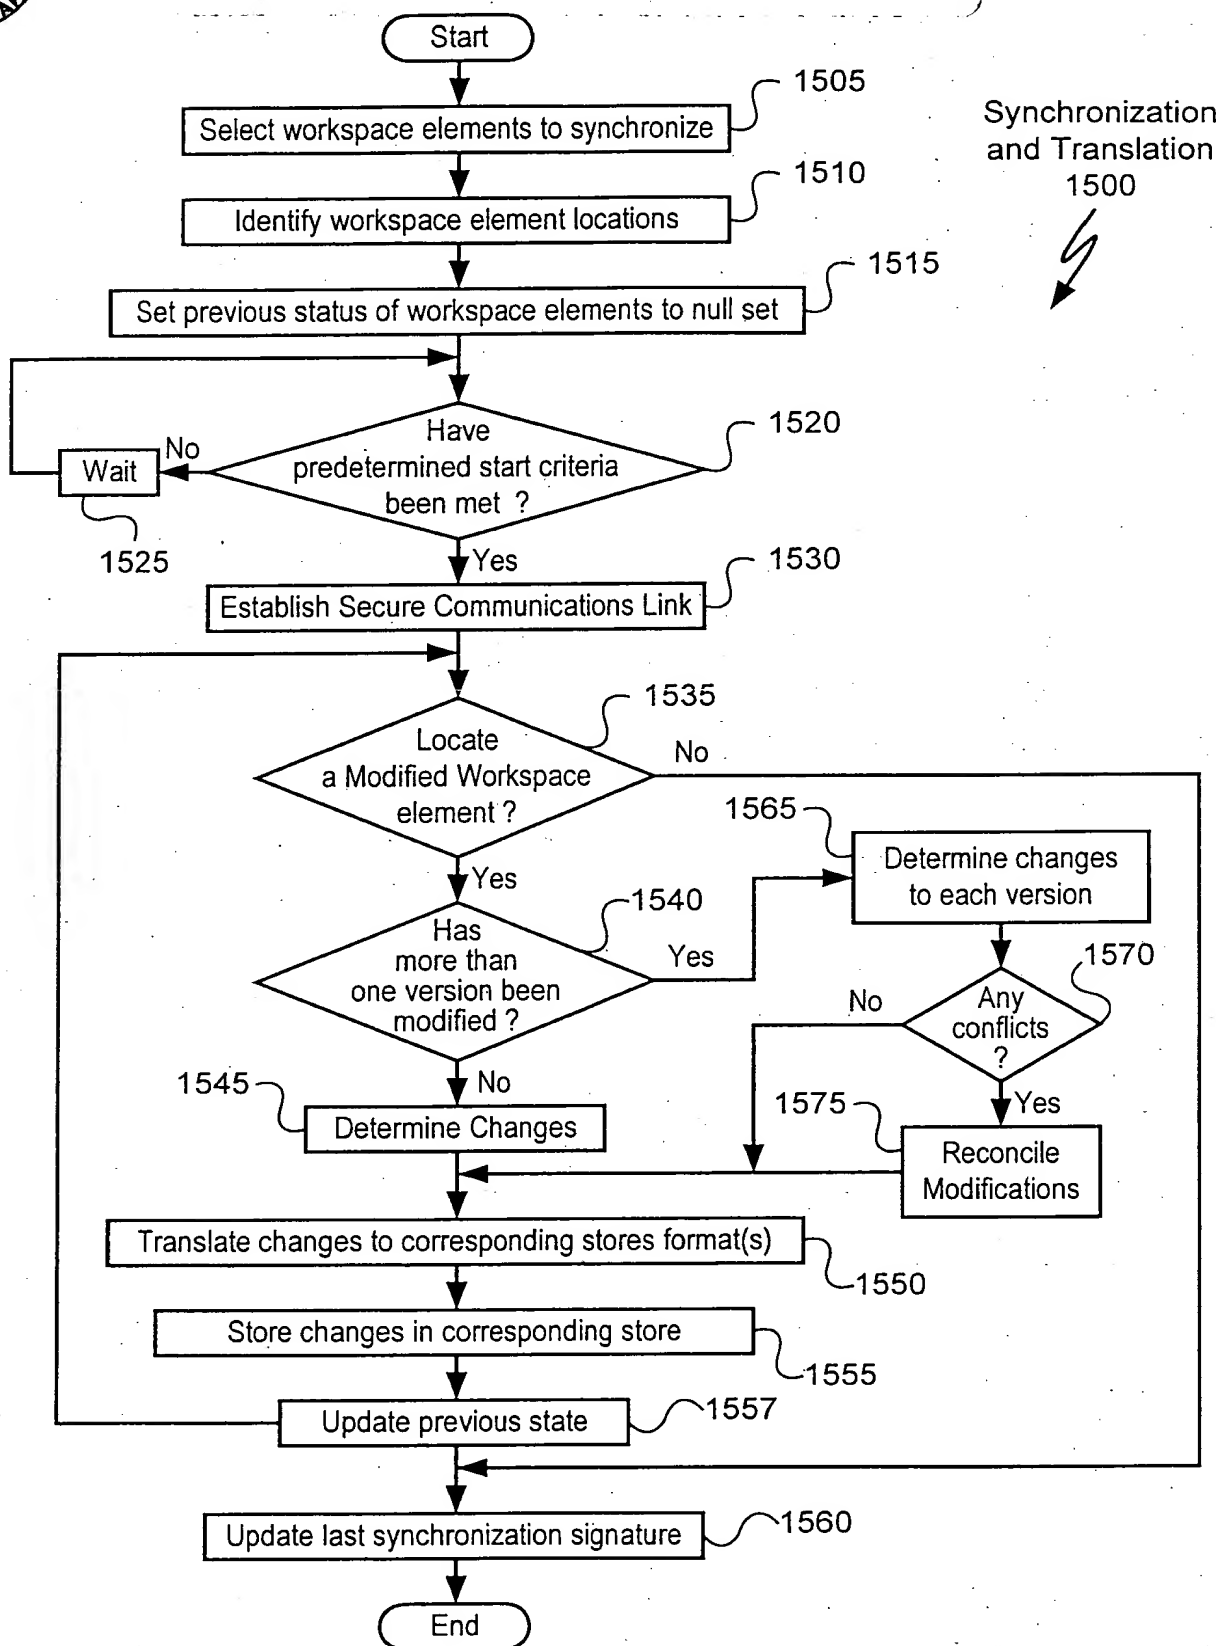 Start
1505
Select workspace elements to synchronize
Synchronization
and Translation
1500
1510
Identify workspace element locations
1515
Set previous status of workspace elements to null set
1520
Have
predetermined start criteria
been met ?
No
Wait
1525
Yes
1530
Establish Secure Communications Link
1535
Locate
a Modified Workspace
element ?
No
1565
Determine changes
to each version
Yes
1540
Has
more than
one version been
modified ?
Yes
1570
No
Any
conflicts
?
1545
No
Determine Changes
1575
Yes
Reconcile
Modifications
Translate changes to corresponding stores format(s)
1550
Store changes in corresponding store
1555
Update previous state
1557
Update last synchronization signature
1560
End